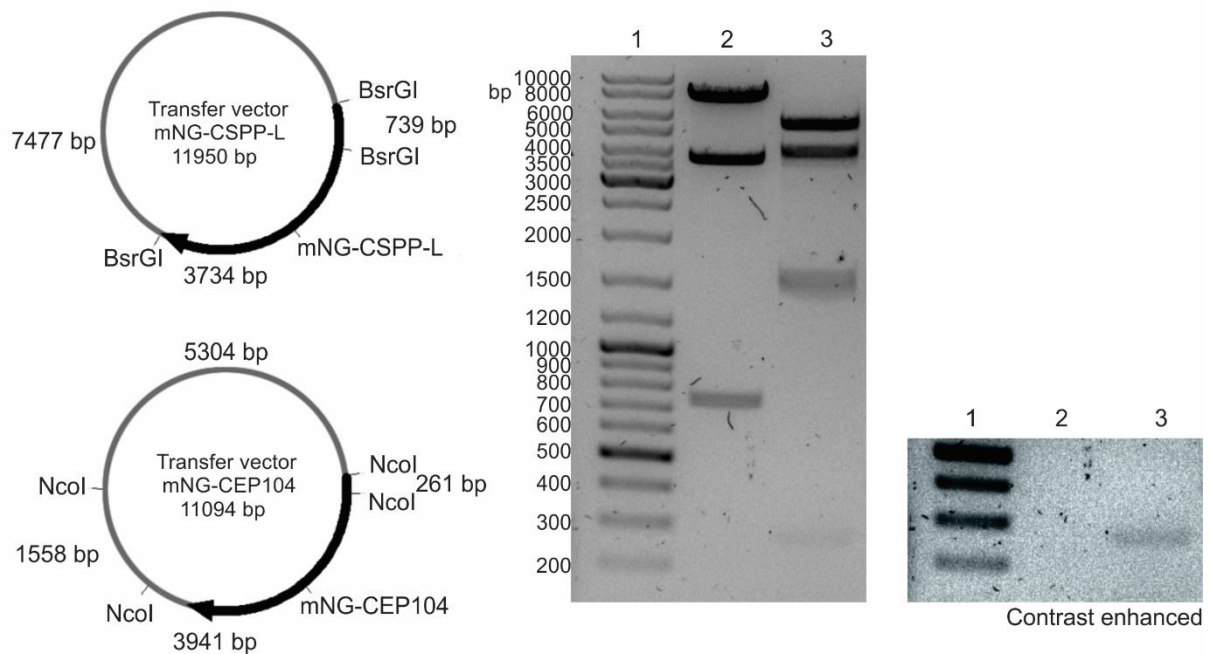 BsrGI
Transfer vector
mNG-CSPP-L
11950 bp
7477 bp
739 bp
BsrGI
BsrGI
mNG-CSPP-L
3734 bp
5304 bp
Transfer vector
mNG-CEP104
11094 bp
NcoI
NcoI
261 bp
NcoI
1558 bp
NcoI
mNG-CEP104
3941 bp
1 2 3
bp
10000
8000
6000
5000
4000
3500
3000
2500
2000
1500
1200
1000
900
800
700
600
500
400
300
200
1 2 3
Contrast enhanced